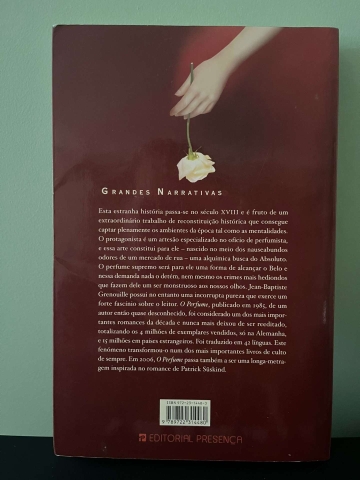 GRANDES NARRATIVAS
Esta estranha história passa-se no século XVIII e é fruto de um
extraordinário trabalho de reconstituição histórica que consegue
captar plenamente os ambientes da época tal como as mentalidades.
O protagonista é um artesão especializado no ofício de perfumista,
e essa arte constitui para ele – nascido no meio dos nauseabundos
odores de um mercado de rua – uma alquímica busca do Absoluto.
O perfume supremo será para ele uma forma de alcançar o Belo e
nessa demanda nada o detém, nem mesmo os crimes mais hediondos
que fazem dele um ser monstruoso aos nossos olhos. Jean-Baptiste
Grenouille possui no entanto uma incorrupta pureza que exerce um
forte fascínio sobre o leitor. O Perfume, publicado em 1985, de um
autor então quase desconhecido, foi considerado um dos mais impor-
tantes romances da década e nunca mais deixou de ser reeditado,
totalizando os 4 milhões de exemplares vendidos, só na Alemanha,
e 15 milhões em países estrangeiros. Foi traduzido em 42 línguas. Este
fenómeno transformou-o num dos mais importantes livros de culto
de sempre. Em 2006, O Perfume passa também a ser uma longa-metra-
gem inspirada no romance de Patrick Süskind.
EDITORIAL PRESENÇA